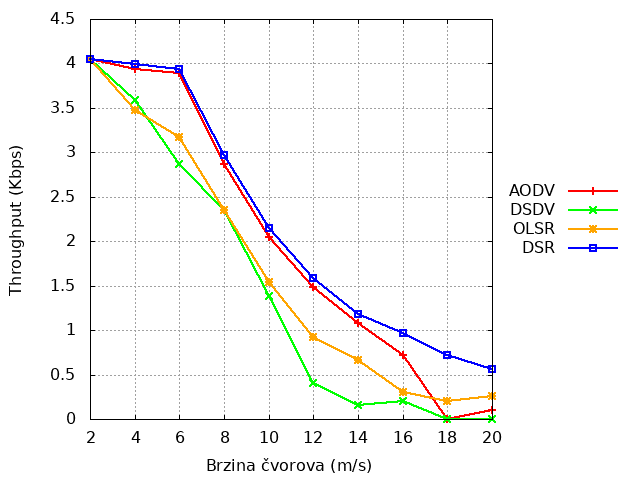 4.5
4
3.5
3
2.5
2
1.5
1
0.5
0
2 4 6 8 10 12 14 16 18 20
Throughput (Kbps)
Brzina čvorova (m/s)
AODV
DSDV
OLSR
DSR